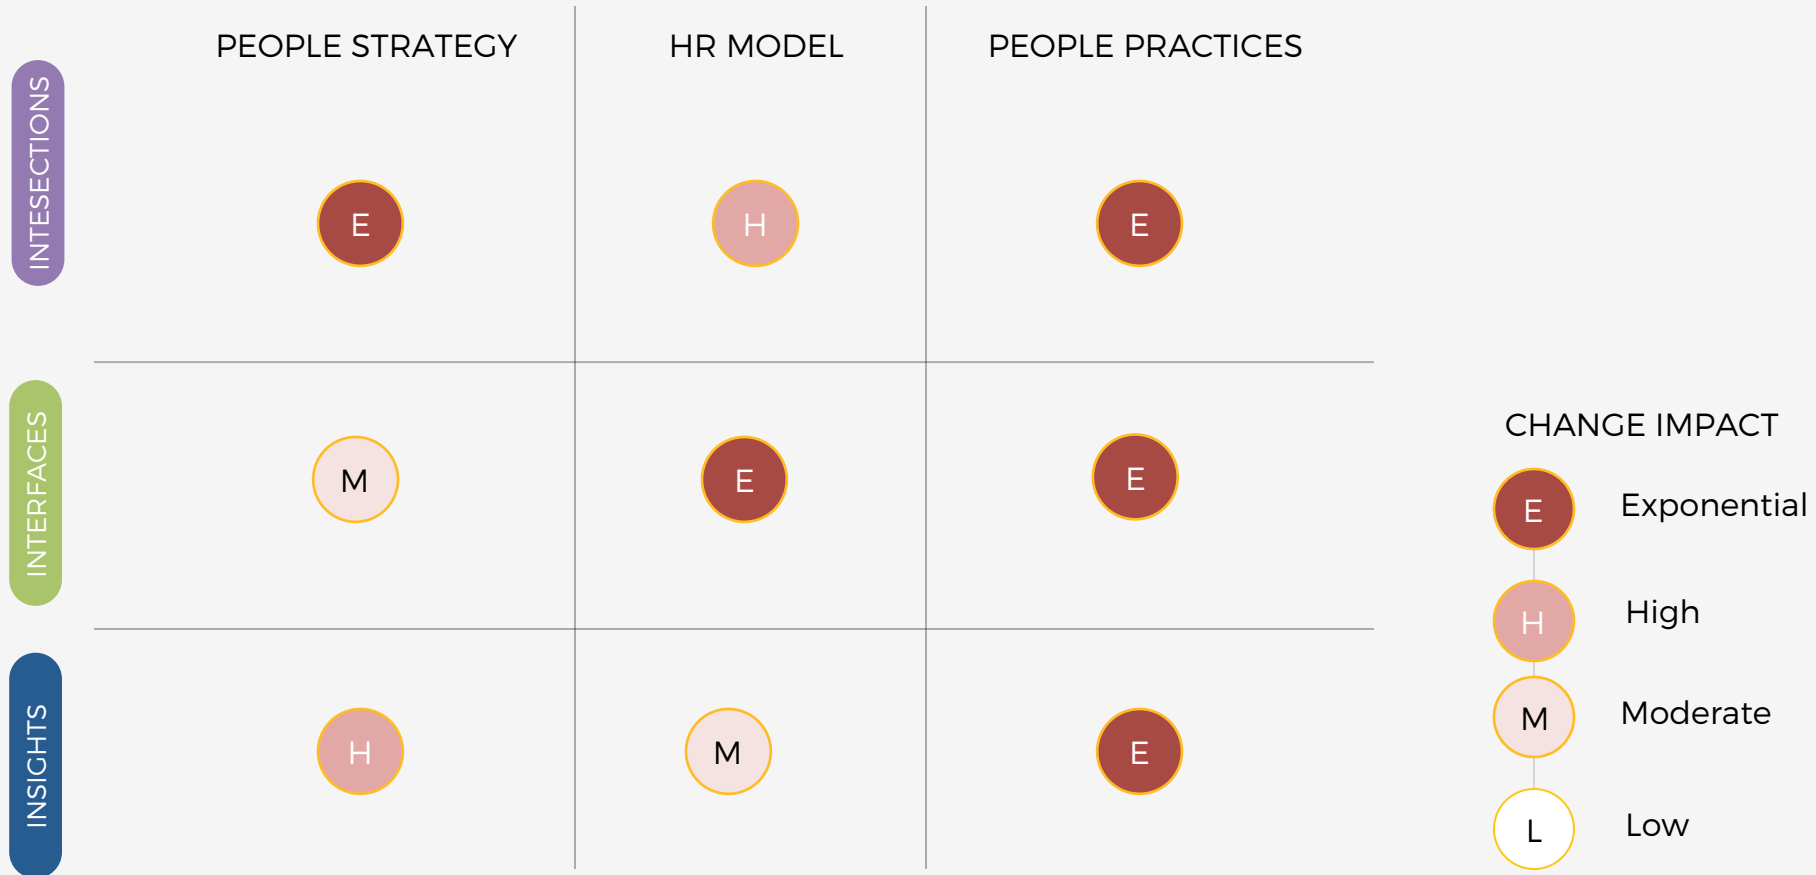 PEOPLE STRATEGY
HR MODEL
PEOPLE PRACTICES
INTESECTIONS
E
H
E
INTERFACES
M
E
E
INSIGHTS
H
M
E
CHANGE IMPACT
E Exponential
H High
M Moderate
L Low